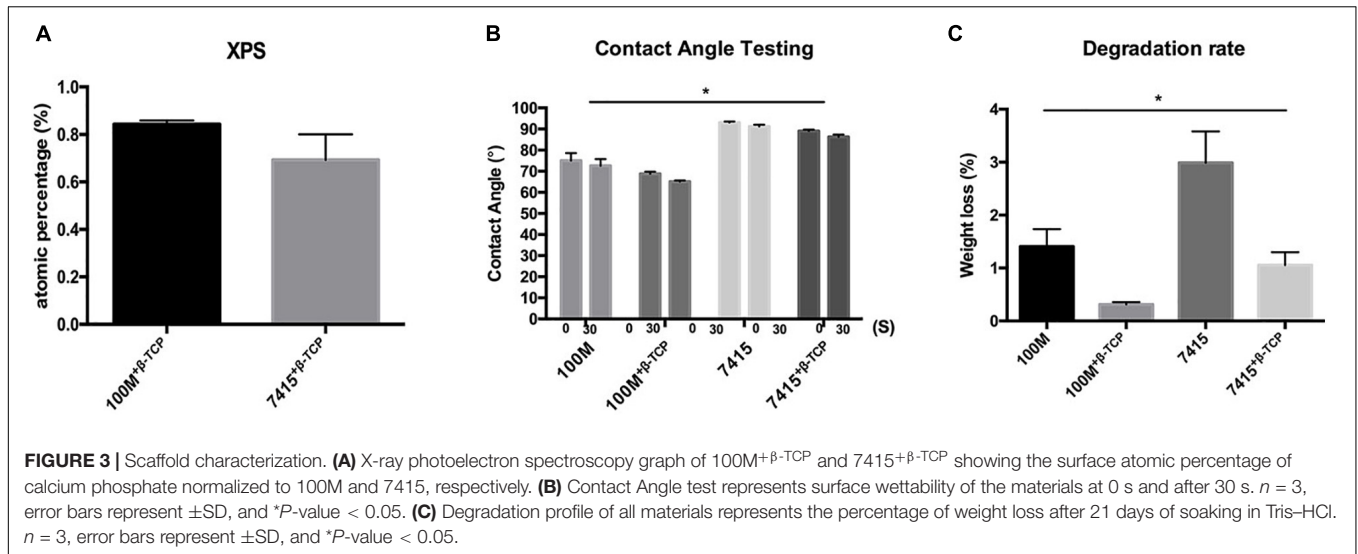 A
XPS
atomic percentage (%)
1.0
0.8
0.6
0.4
0.2
0.0
100M+β-TCP
7415+β-TCP
B
Contact Angle Testing
*
Contact Angle (°)
100
90
80
70
60
50
40
30
20
10
0
0 30 0 30 0 30 0 0 30 (S)
100M
100M+β-TCP
7415
7415+β-TCP
C
Degradation rate
*
Weight loss (%)
4
3
2
1
0
100M
100M+β-TCP
7415
7415+β-TCP
FIGURE 3 | Scaffold characterization. (A) X-ray photoelectron spectroscopy graph of 100M+β-TCP and 7415+β-TCP showing the surface atomic percentage of
calcium phosphate normalized to 100M and 7415, respectively. (B) Contact Angle test represents surface wettability of the materials at 0 s and after 30 s. n = 3,
error bars represent ±SD, and *P-value < 0.05. (C) Degradation profile of all materials represents the percentage of weight loss after 21 days of soaking in Tris–HCl.
n = 3, error bars represent ±SD, and *P-value < 0.05.